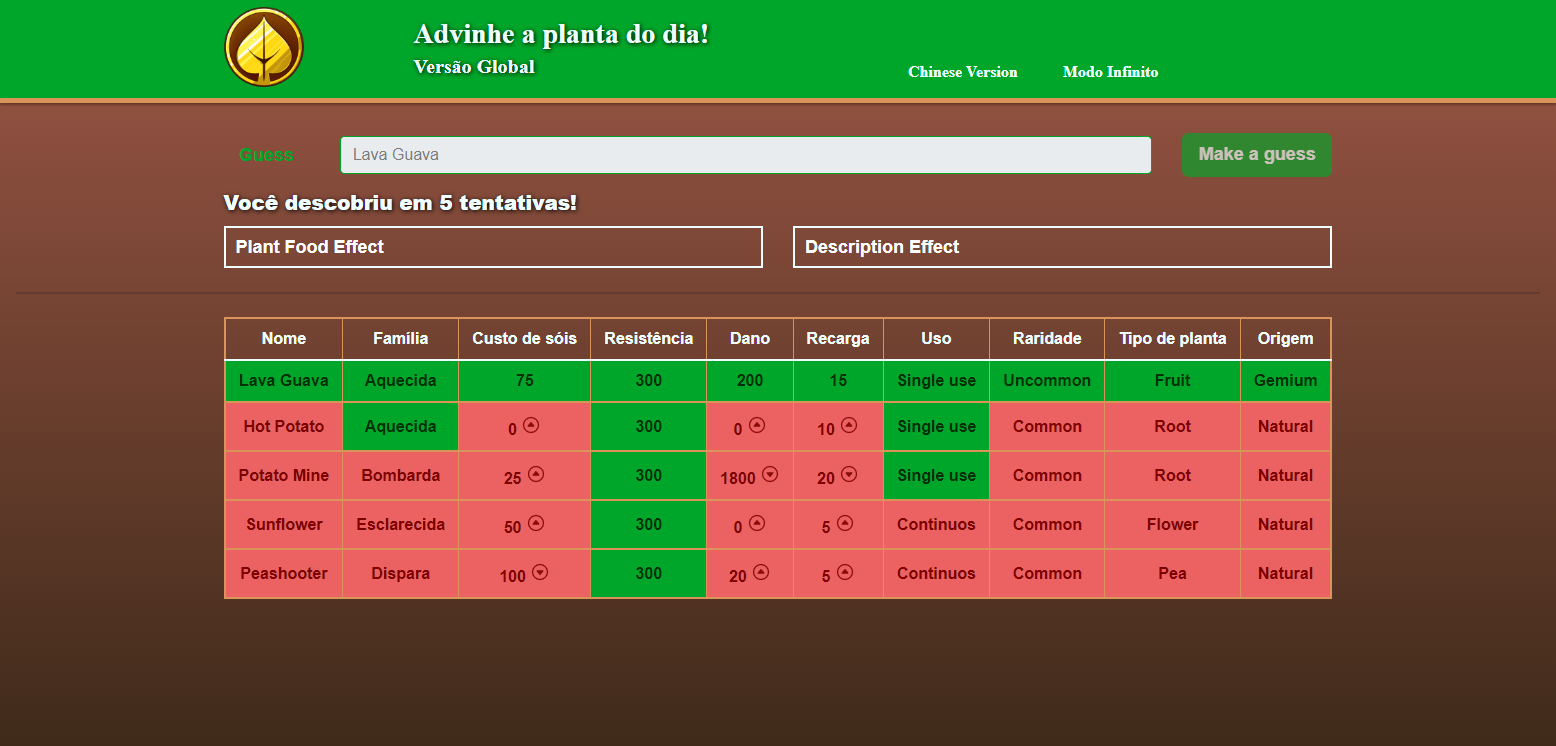 Advinhe a planta do dia!
Versão Global
Chinese Version Modo Infinito
Guess Lava Guava Make a guess
Você descobriu em 5 tentativas!
Plant Food Effect Description Effect
Nome Família Custo de sóis Resistência Dano Recarga Uso Raridade Tipo de planta Origem
Lava Guava Aquecida 75 300 200 15 Single use Uncommon Fruit Gemium
Hot Potato Aquecida 0 300 0 10 Single use Common Root Natural
Potato Mine Bombarda 25 300 1800 20 Single use Common Root Natural
Sunflower Esclarecida 50 300 0 5 Continuos Common Flower Natural
Peashooter Dispara 100 300 20 5 Continuos Common Pea Natural